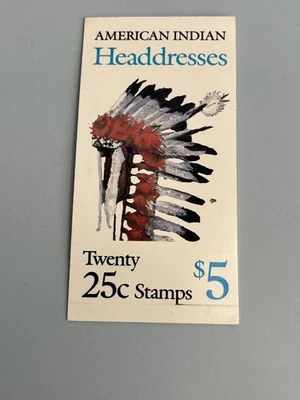 AMERICAN INDIAN
Headdresses
Twenty
25c Stamps $5